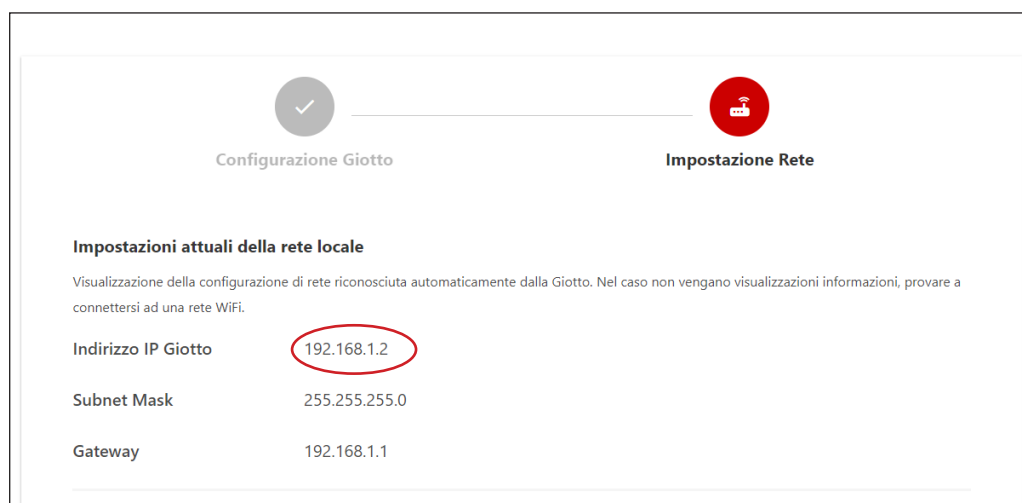 Configurazione Giotto
Impostazione Rete
Impostazioni attuali della rete locale
Visualizzazione della configurazione di rete riconosciuta automaticamente dalla Giotto. Nel caso non vengano visualizzazioni informazioni, provare a
connettersi ad una rete WiFi.
Indirizzo IP Giotto 192.168.1.2
Subnet Mask 255.255.255.0
Gateway 192.168.1.1